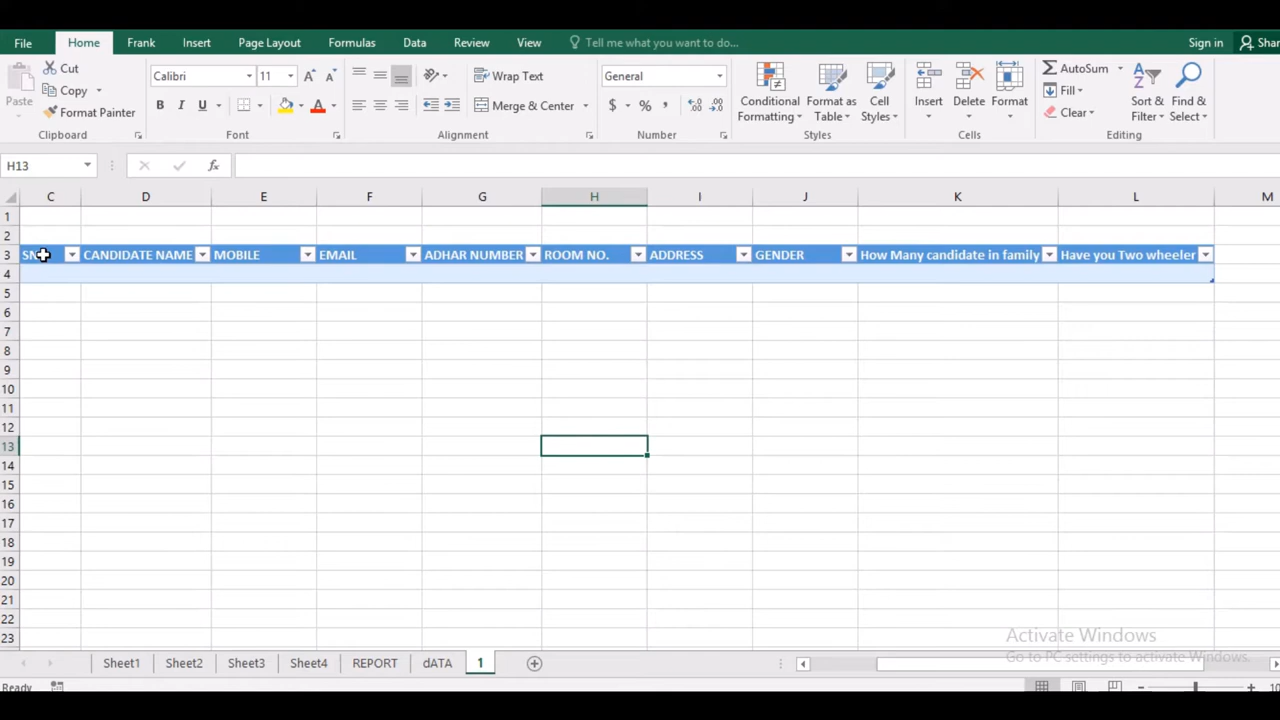 File Home Frank Insert Page Layout Formulas Data Review View Tell me what you want to do... Sign in
Cut
Copy
Format Painter
Paste
Clipboard
Calibri 11
B I U
Font
Wrap Text
Merge & Center
Alignment
General
$ % ,
Number
Conditional Formatting
Format as Table
Cell Styles
Styles
Insert Delete Format
Cells
AutoSum
Fill
Clear
Sort & Filter
Find & Select
Editing
H13 fx
C D E F G H I J K L M
1
2
3 CANDIDATE NAME MOBILE EMAIL ADHAR NUMBER ROOM NO. ADDRESS GENDER How Many candidate in family Have you Two wheeler
4
5
6
7
8
9
10
11
12
13
14
15
16
17
18
19
20
21
22
23
Activate Windows
Go to PC settings to activate Windows.
Sheet1 Sheet2 Sheet3 Sheet4 REPORT dATA 1
Ready